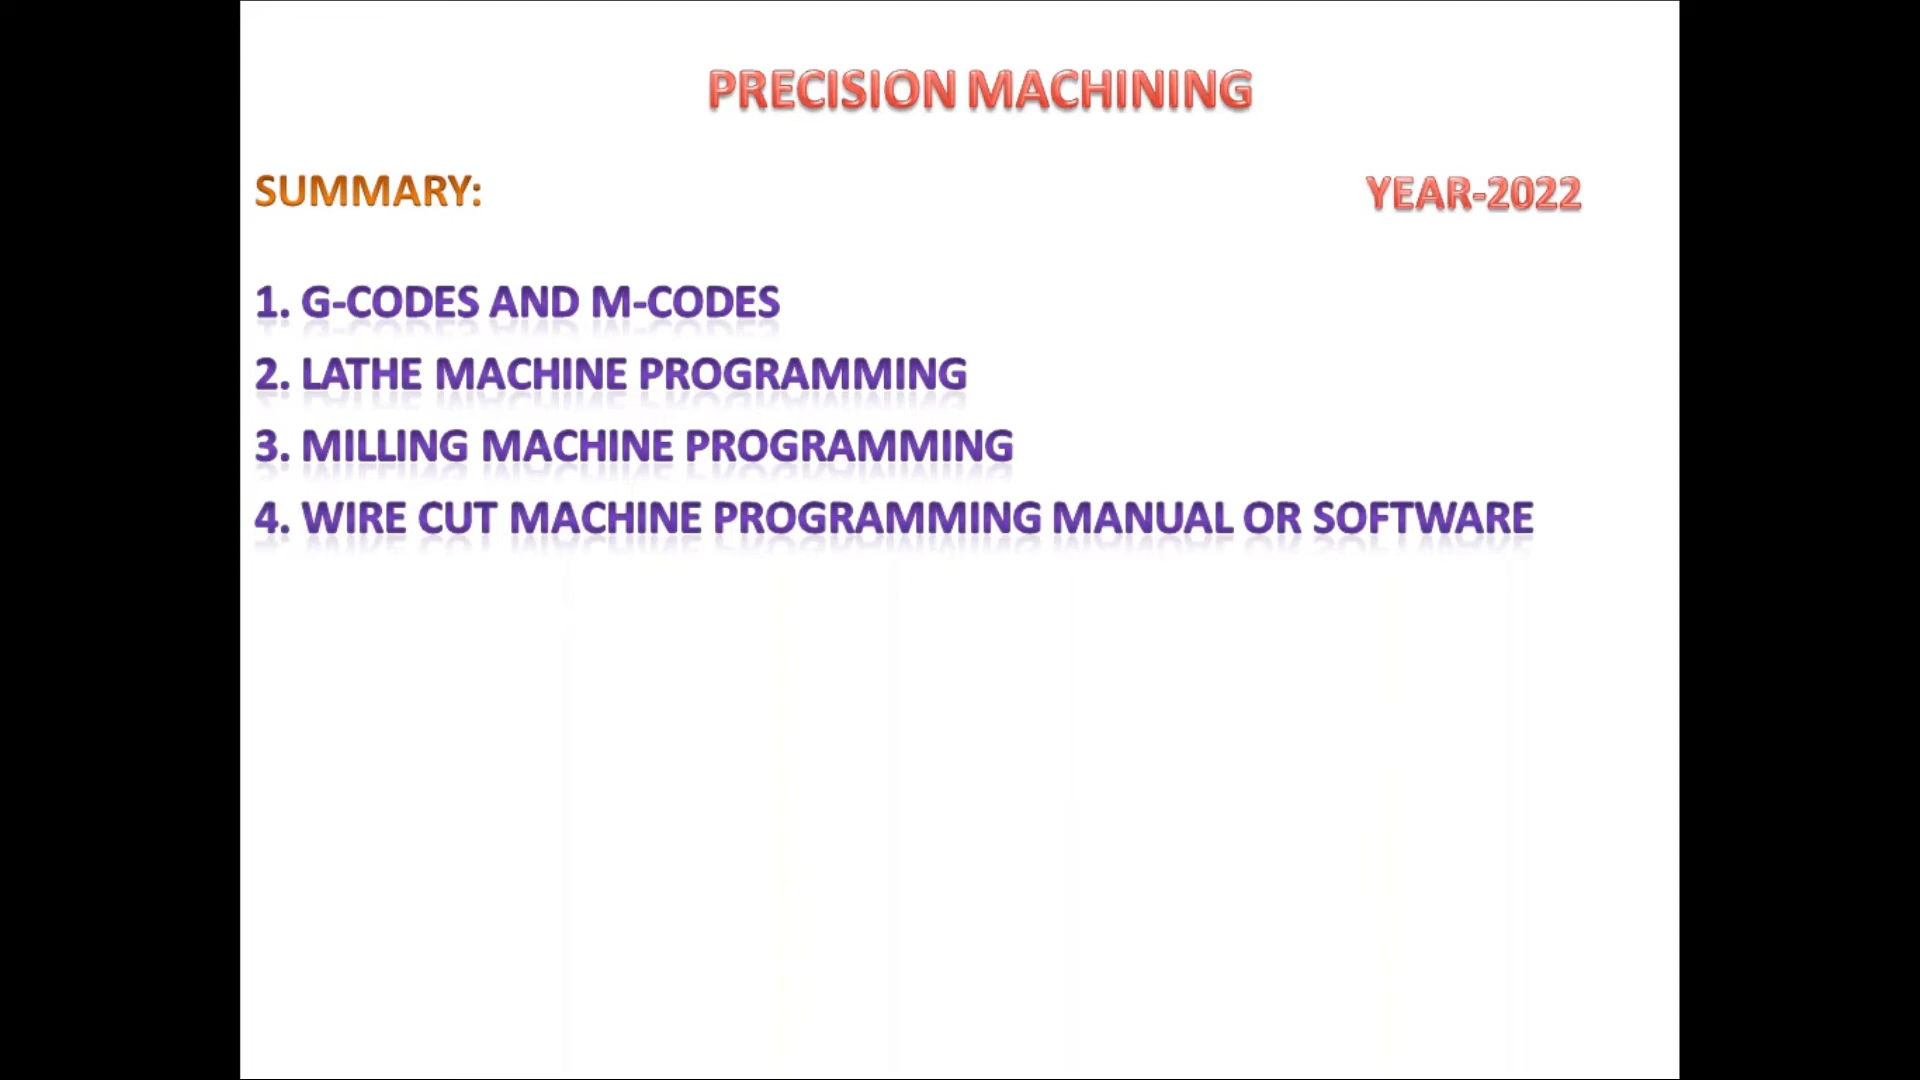 PRECISION MACHINING
SUMMARY:
YEAR-2022
1. G-CODES AND M-CODES
2. LATHE MACHINE PROGRAMMING
3. MILLING MACHINE PROGRAMMING
4. WIRE CUT MACHINE PROGRAMMING MANUAL OR SOFTWARE